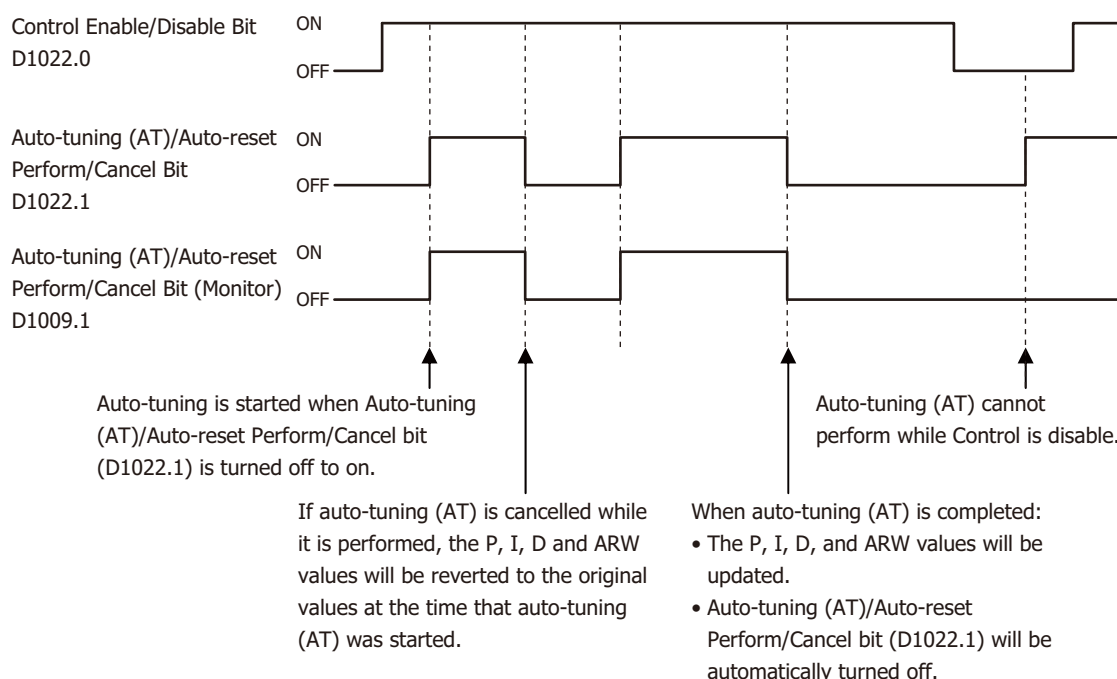 Control Enable/Disable Bit
D1022.0
ON
OFF
Auto-tuning (AT)/Auto-reset
Perform/Cancel Bit
D1022.1
ON
OFF
Auto-tuning (AT)/Auto-reset
Perform/Cancel Bit (Monitor)
D1009.1
ON
OFF
Auto-tuning is started when Auto-tuning
(AT)/Auto-reset Perform/Cancel bit
(D1022.1) is turned off to on.
Auto-tuning (AT) cannot
perform while Control is disable.
If auto-tuning (AT) is cancelled while
it is performed, the P, I, D and ARW
values will be reverted to the original
values at the time that auto-tuning
(AT) was started.
When auto-tuning (AT) is completed:
• The P, I, D, and ARW values will be
updated.
• Auto-tuning (AT)/Auto-reset
Perform/Cancel bit (D1022.1) will be
automatically turned off.